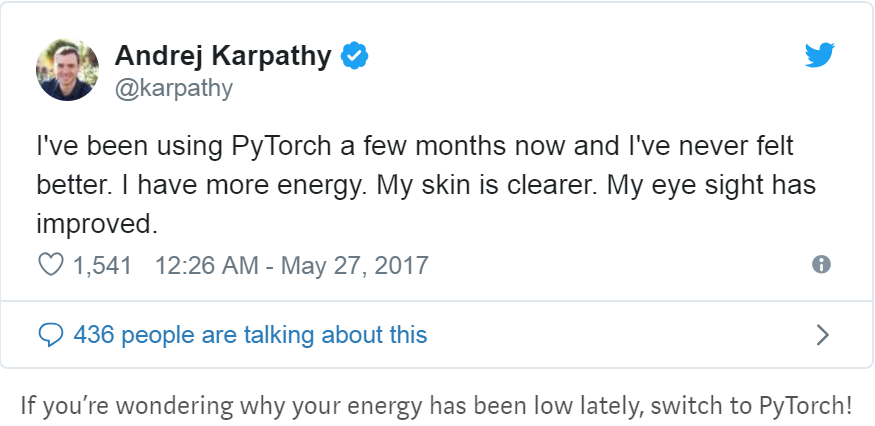 Andrej Karpathy
@karpathy
I've been using PyTorch a few months now and I've never felt
better. I have more energy. My skin is clearer. My eye sight has
improved.
1,541 12:26 AM - May 27, 2017
436 people are talking about this
If you’re wondering why your energy has been low lately, switch to PyTorch!